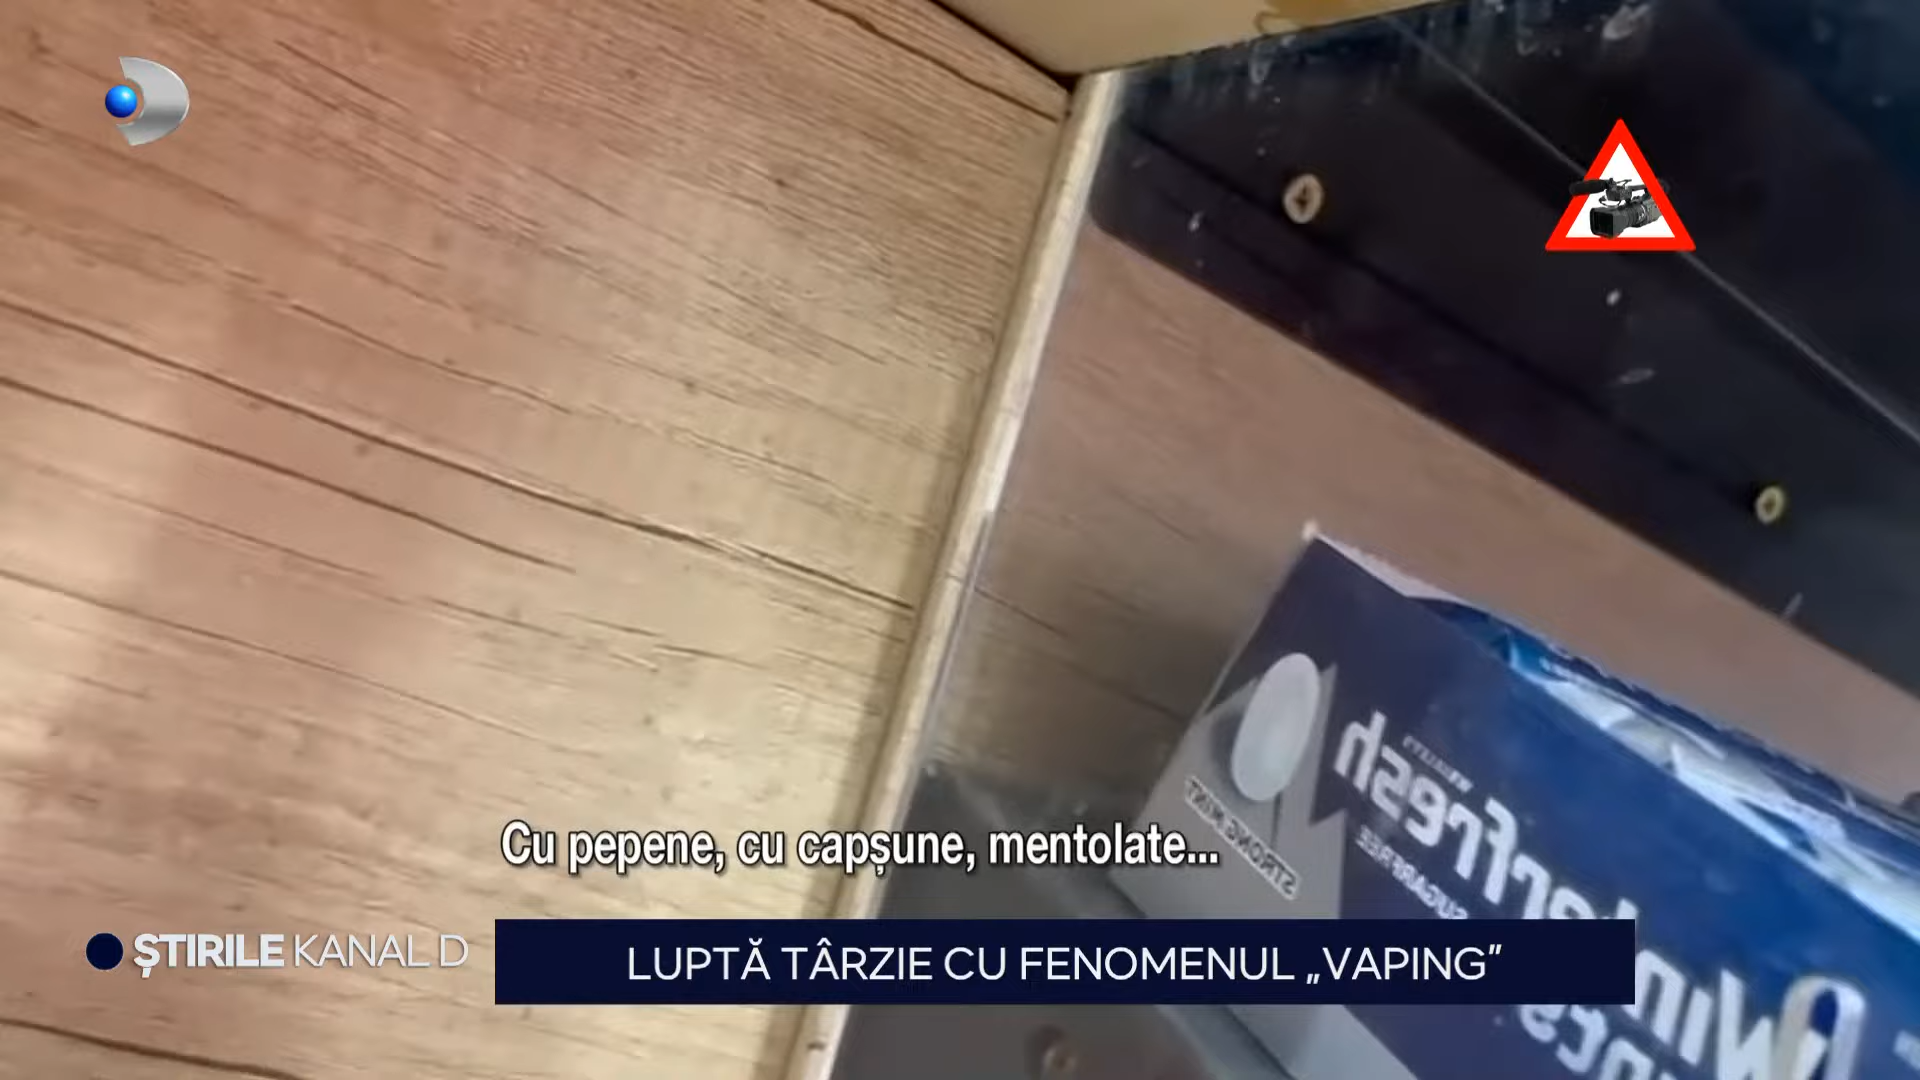 Cu pepene, cu capșune, mentolate...
ȘTIRILE KANAL D
LUPTĂ TÂRZIE CU FENOMENUL „VAPING”
Winterfresh
SUGARFREE
STRONG MINT